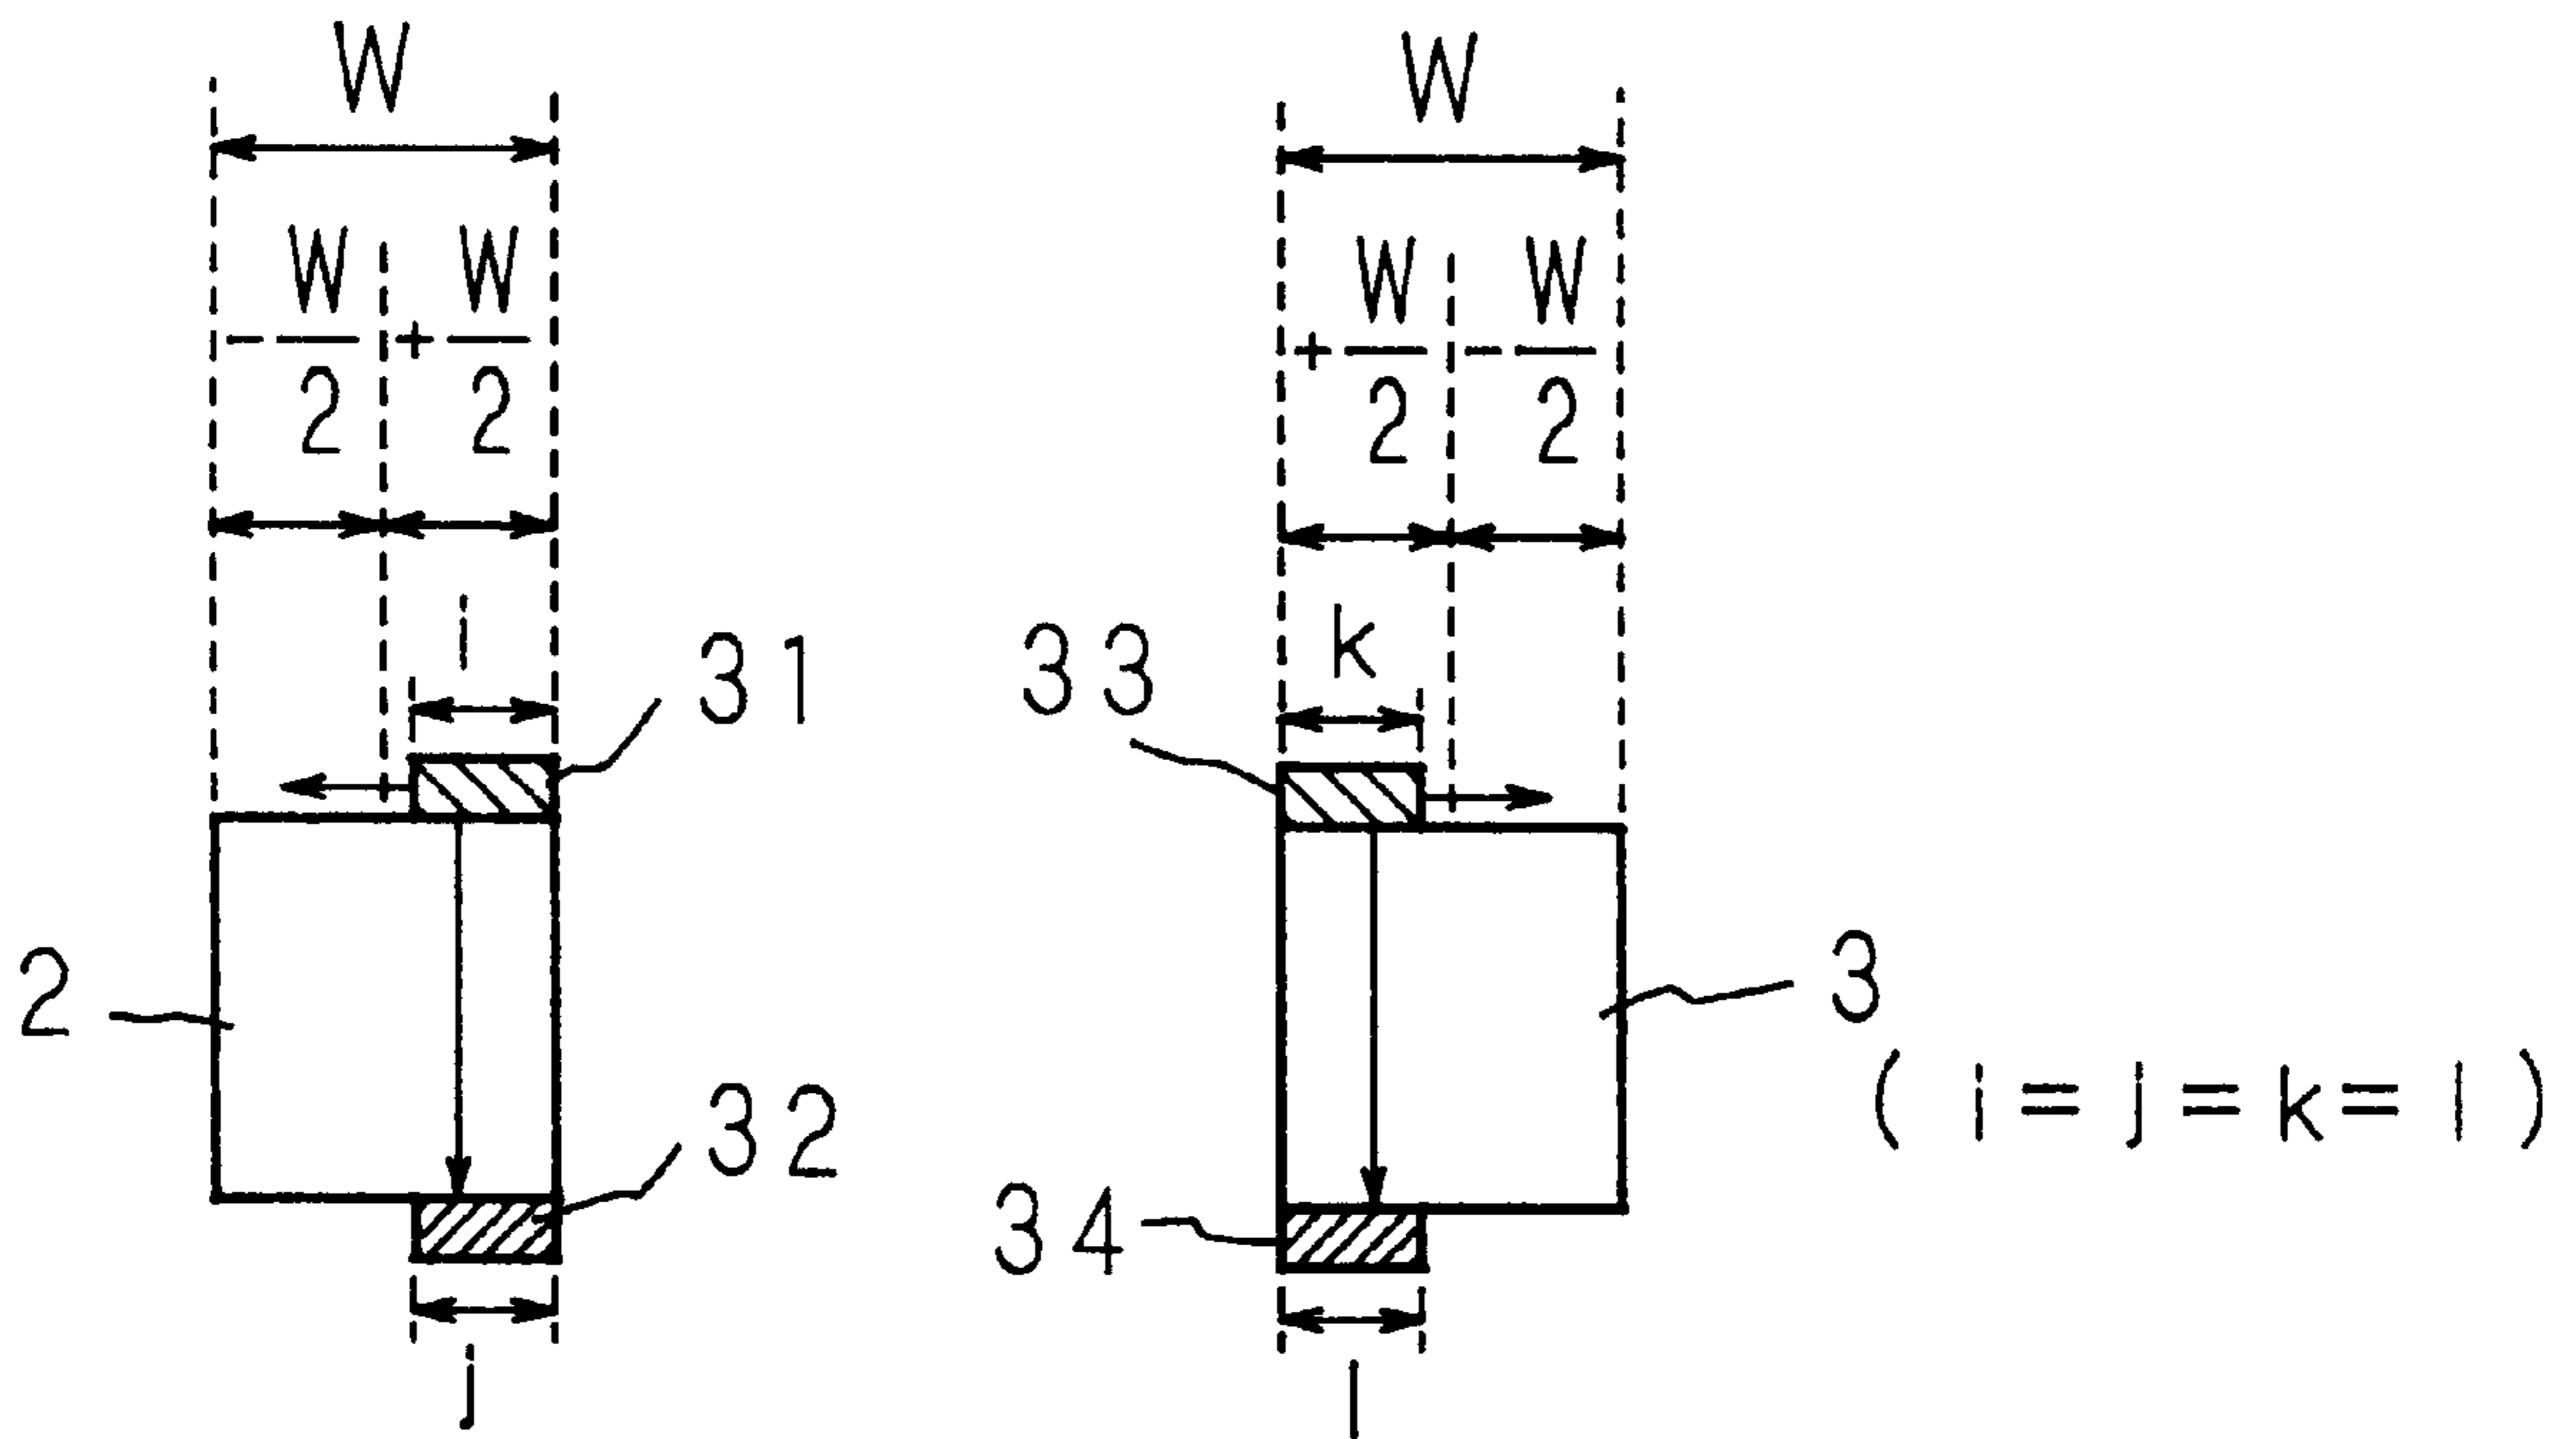 W
W
- W/2 + W/2
+ W/2 - W/2
i
k
31
33
2
3
( i = j = k = l )
32
34
j
l